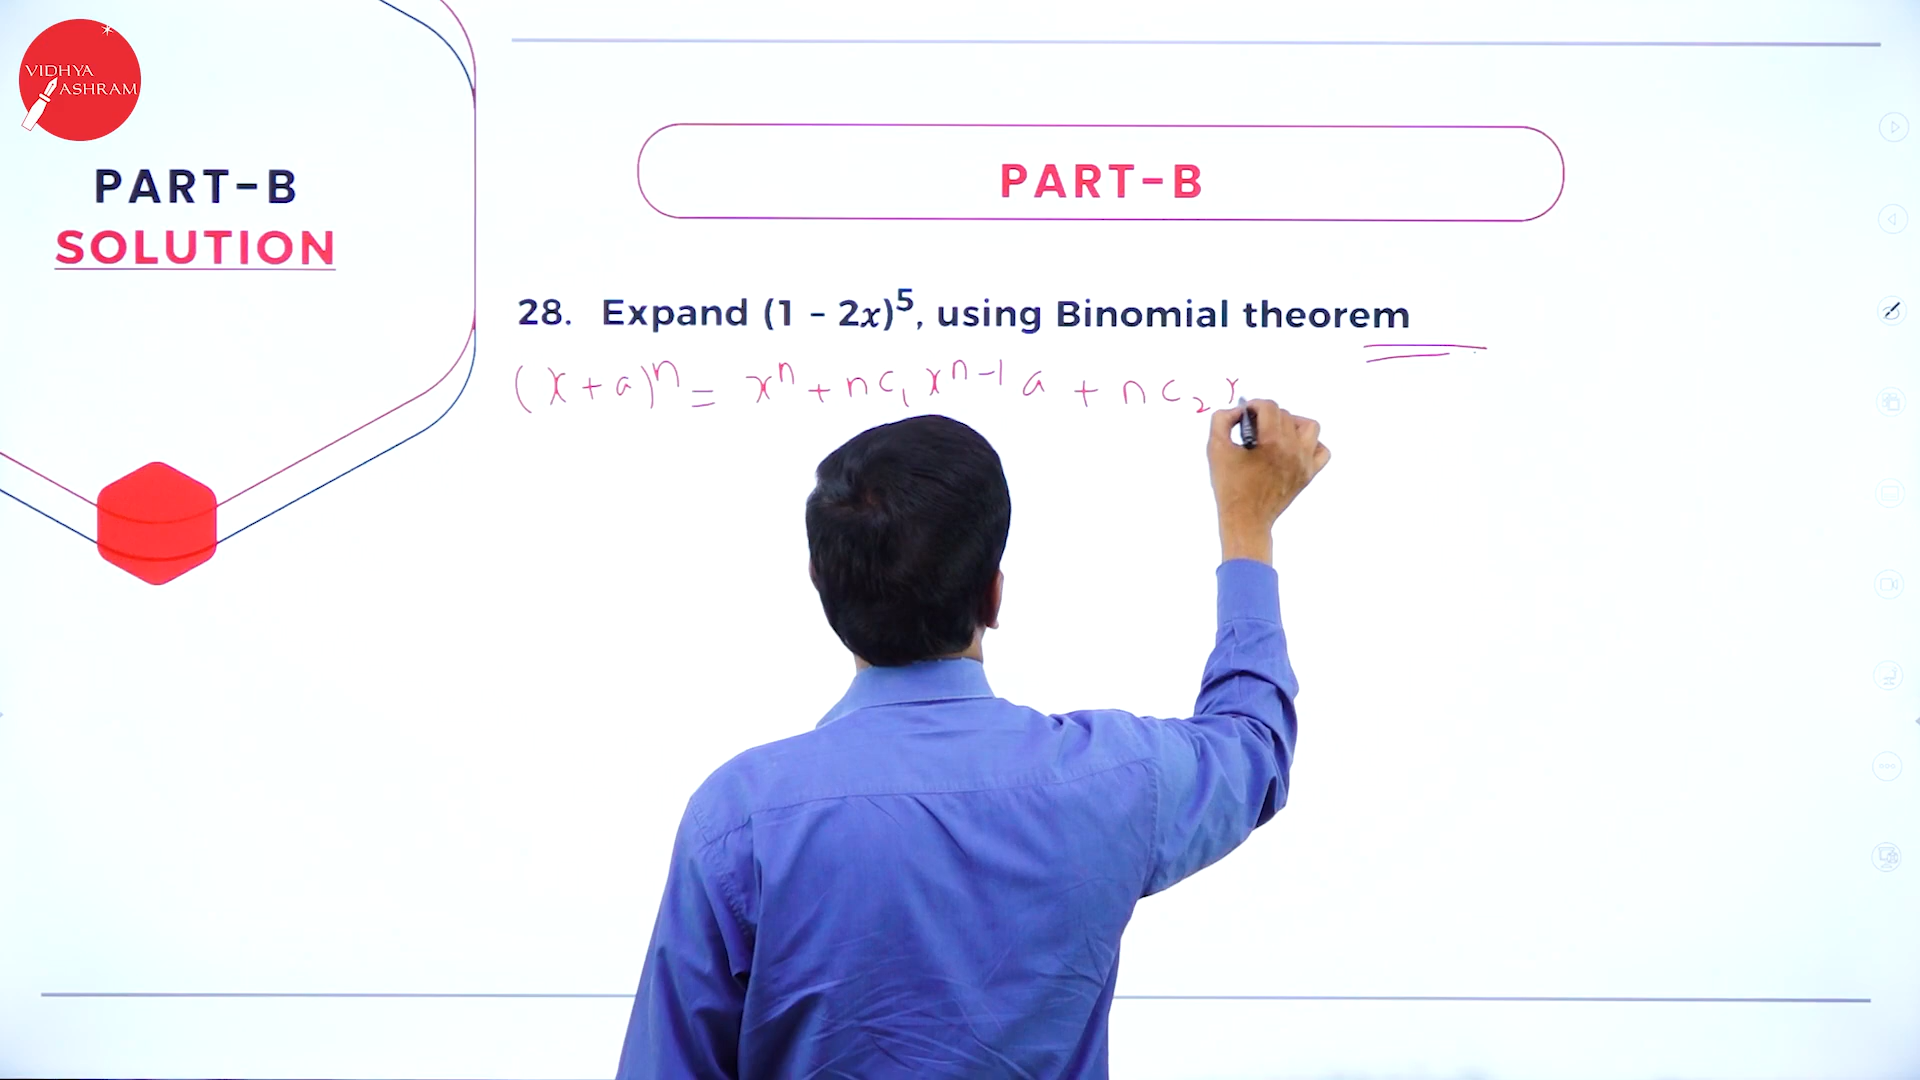 VIDHYA
ASHRAM
PART-B
SOLUTION
PART-B
28. Expand (1 - 2x)⁵, using Binomial theorem
(x+a)ⁿ = xⁿ + nc₁ xⁿ⁻¹ a + nc₂ x